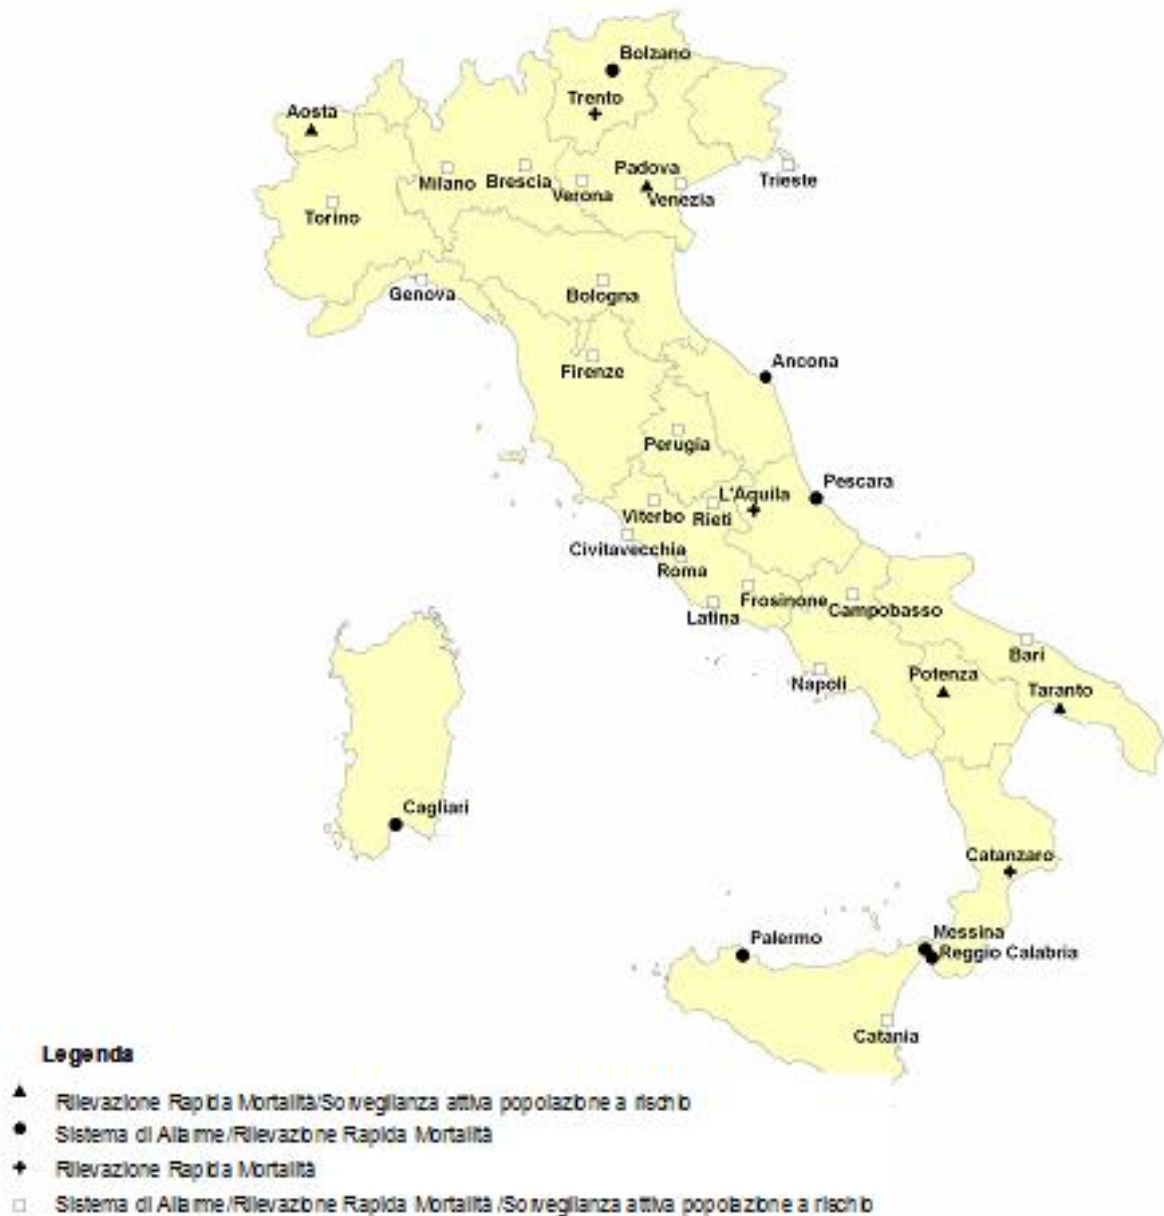 Bolzano
Trento
Aosta
Padova
Milano
Brescia
Verona
Venezia
Trieste
Torino
Genova
Bologna
Firenze
Ancona
Perugia
L'Aquila
Pescara
Viterbo
Rieti
Civitavecchia
Roma
Frosinone
Campobasso
Latina
Bari
Napoli
Potenza
Taranto
Cagliari
Catanzaro
Messina
Palermo
Reggio Calabria
Catania
Legenda
Rilevazione Rapida Mortalità/Sorveglianza attiva popolazione a rischio
Sistema di Allarme/Rilevazione Rapida Mortalità
Rilevazione Rapida Mortalità
Sistema di Allarme/Rilevazione Rapida Mortalità /Sorveglianza attiva popolazione a rischio